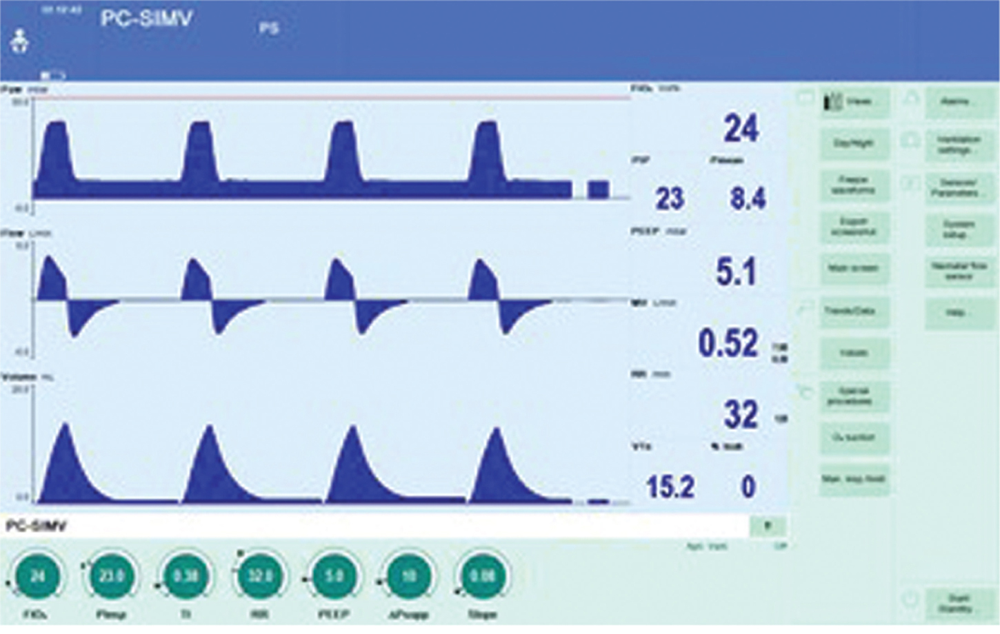 PC-SIMV
PS
Paw mbar
FiO₂ Vol%
24
PIP Pmean
23 8.4
Flow L/min
PEEP mbar
5.1
MV L/min
0.52
RR /min
32
Volume mL
VTe % leak
15.2 0
Views...
Day/Night
Freeze waveforms
Export screenshot
Main screen
Trends/Data...
Values
Special procedures...
O₂ suction
Man. insp./hold
Alarms...
Ventilation settings...
Sensors/
Parameters...
System setup...
Neonatal flow sensor
Help...
Start/
Standby...
PC-SIMV
24 23.0 0.38 32.0 5.0 10 0.08
FiO₂ Pinsp Ti RR PEEP ΔPsupp Slope